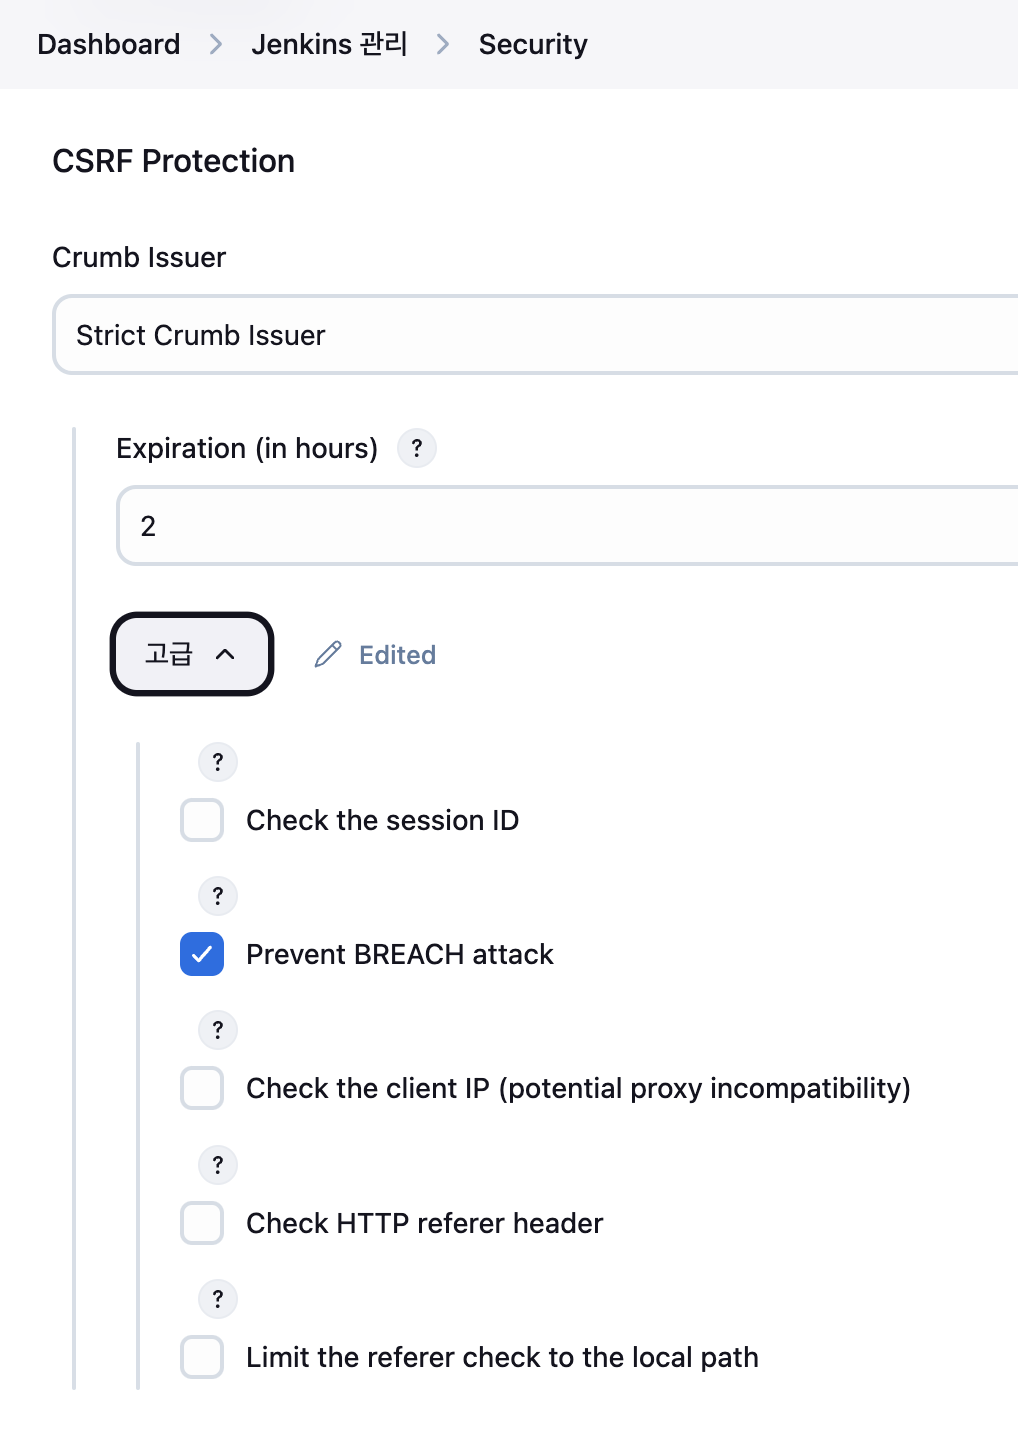 Dashboard > Jenkins 관리 > Security
CSRF Protection
Crumb Issuer
Strict Crumb Issuer
Expiration (in hours) ?
2
고급 Edited
?
Check the session ID
?
Prevent BREACH attack
?
Check the client IP (potential proxy incompatibility)
?
Check HTTP referer header
?
Limit the referer check to the local path